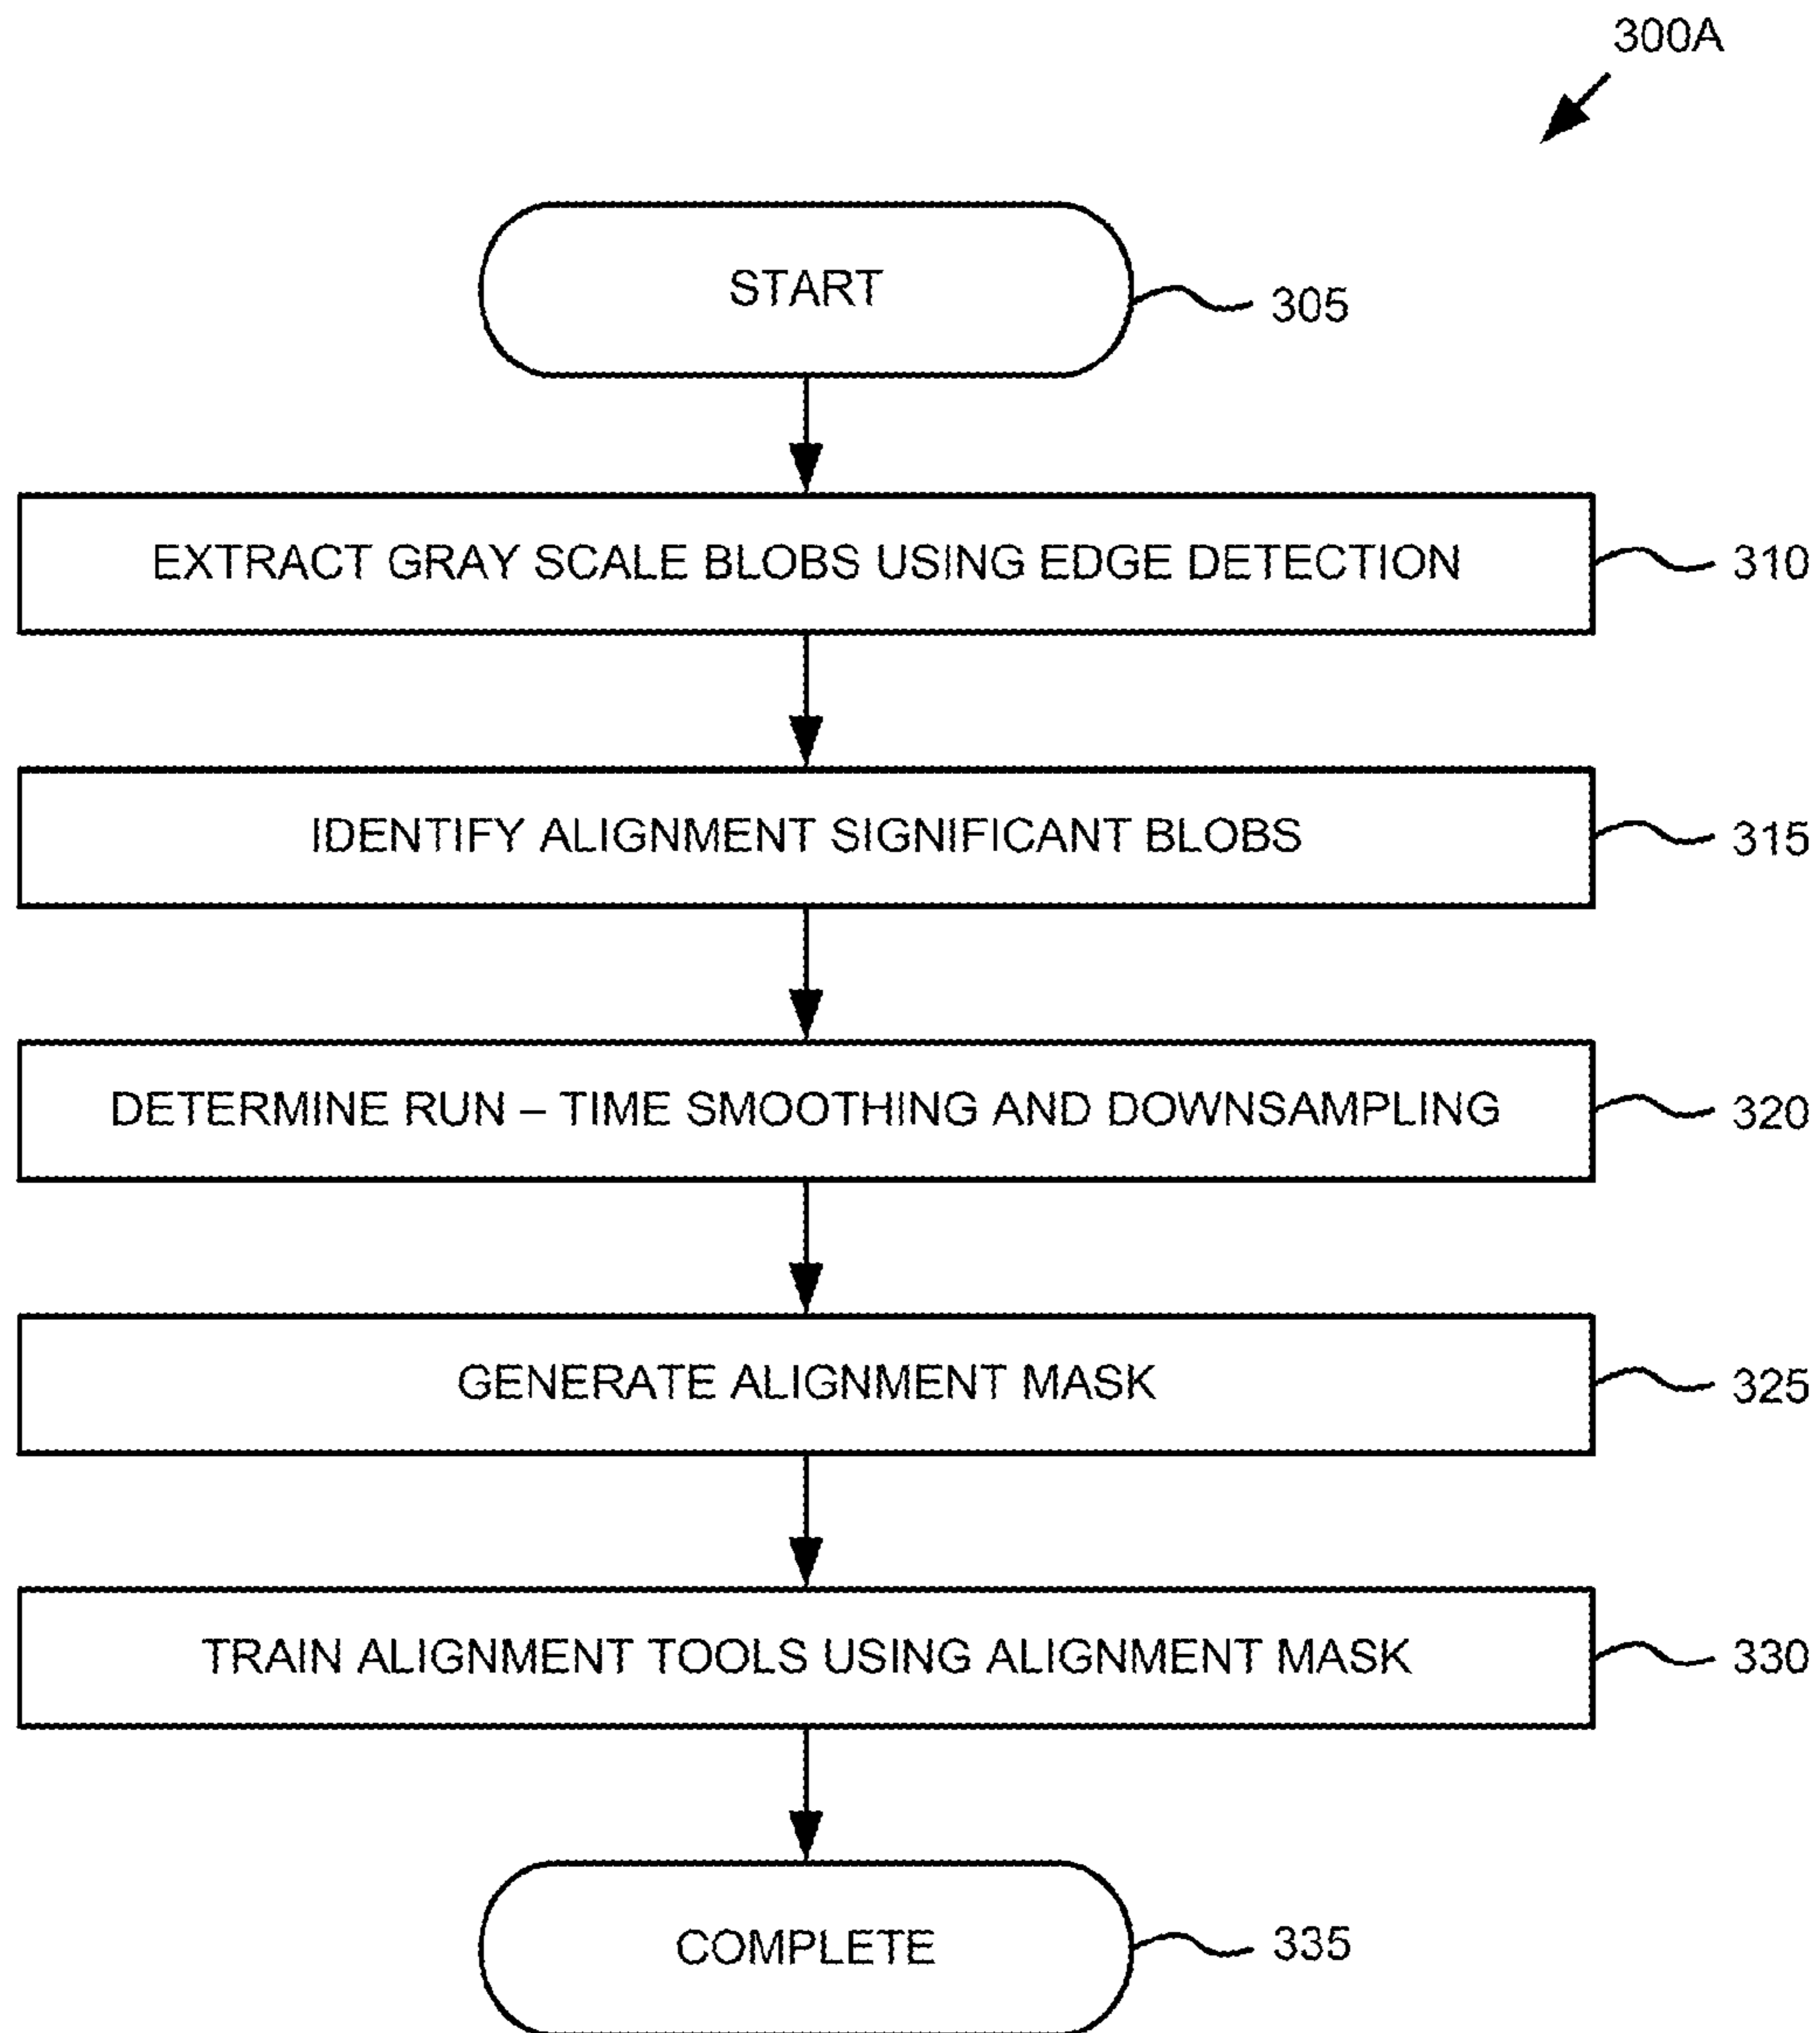 300A
START
305
EXTRACT GRAY SCALE BLOBS USING EDGE DETECTION
310
IDENTIFY ALIGNMENT SIGNIFICANT BLOBS
315
DETERMINE RUN – TIME SMOOTHING AND DOWNSAMPLING
320
GENERATE ALIGNMENT MASK
325
TRAIN ALIGNMENT TOOLS USING ALIGNMENT MASK
330
COMPLETE
335